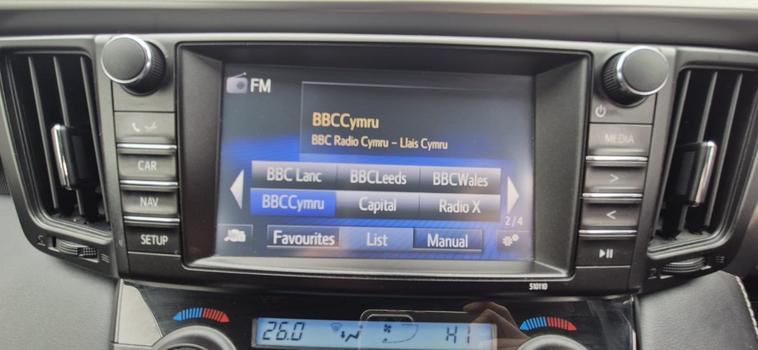 FM
BBCCymru
BBC Radio Cymru - Llais Cymru
MEDIA
CAR
BBC Lanc BBCLeeds BBCWales
NAV
BBCCymru Capital Radio X
2/4
SETUP
Favourites List Manual
510110
26.0 HI